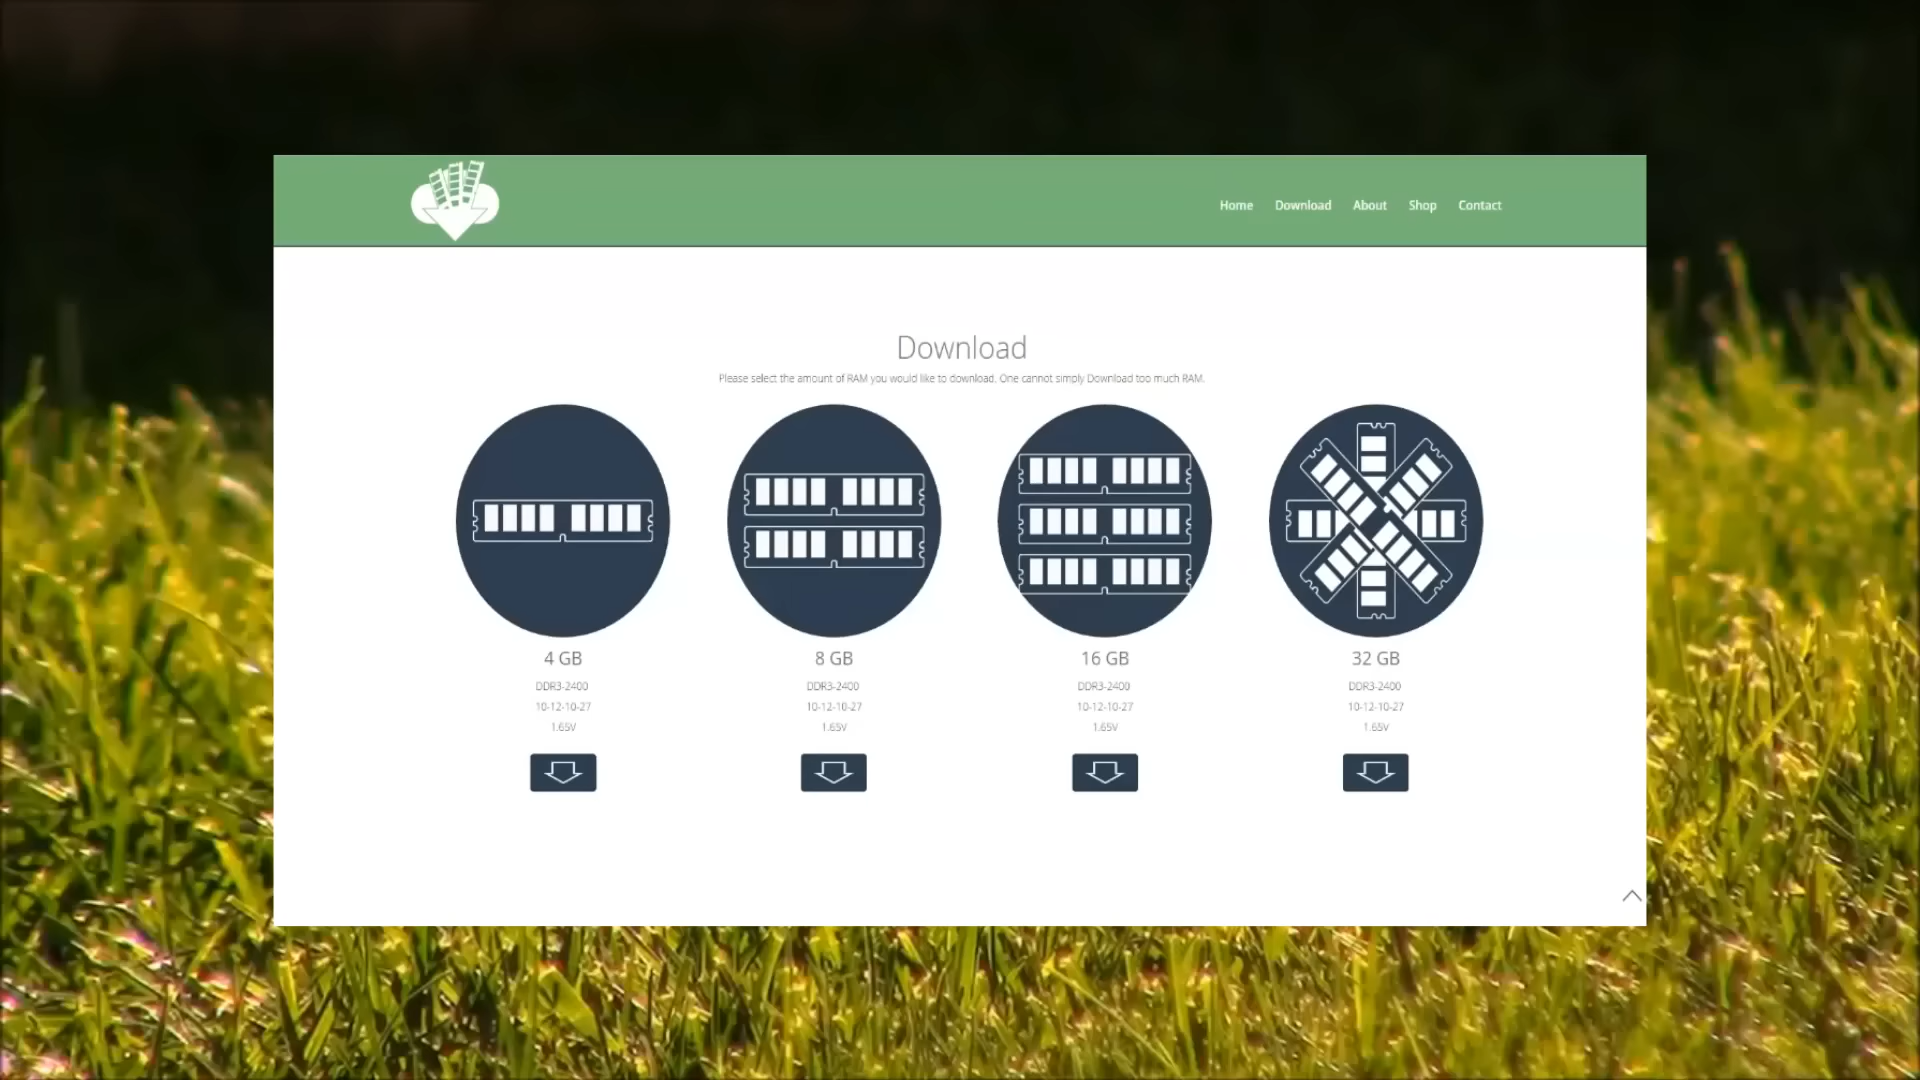 Home Download About Shop Contact
Download
Please select the amount of RAM you would like to download. One cannot simply Download too much RAM.
4 GB
DDR3-2400
10-12-10-27
1.65V
8 GB
DDR3-2400
10-12-10-27
1.65V
16 GB
DDR3-2400
10-12-10-27
1.65V
32 GB
DDR3-2400
10-12-10-27
1.65V